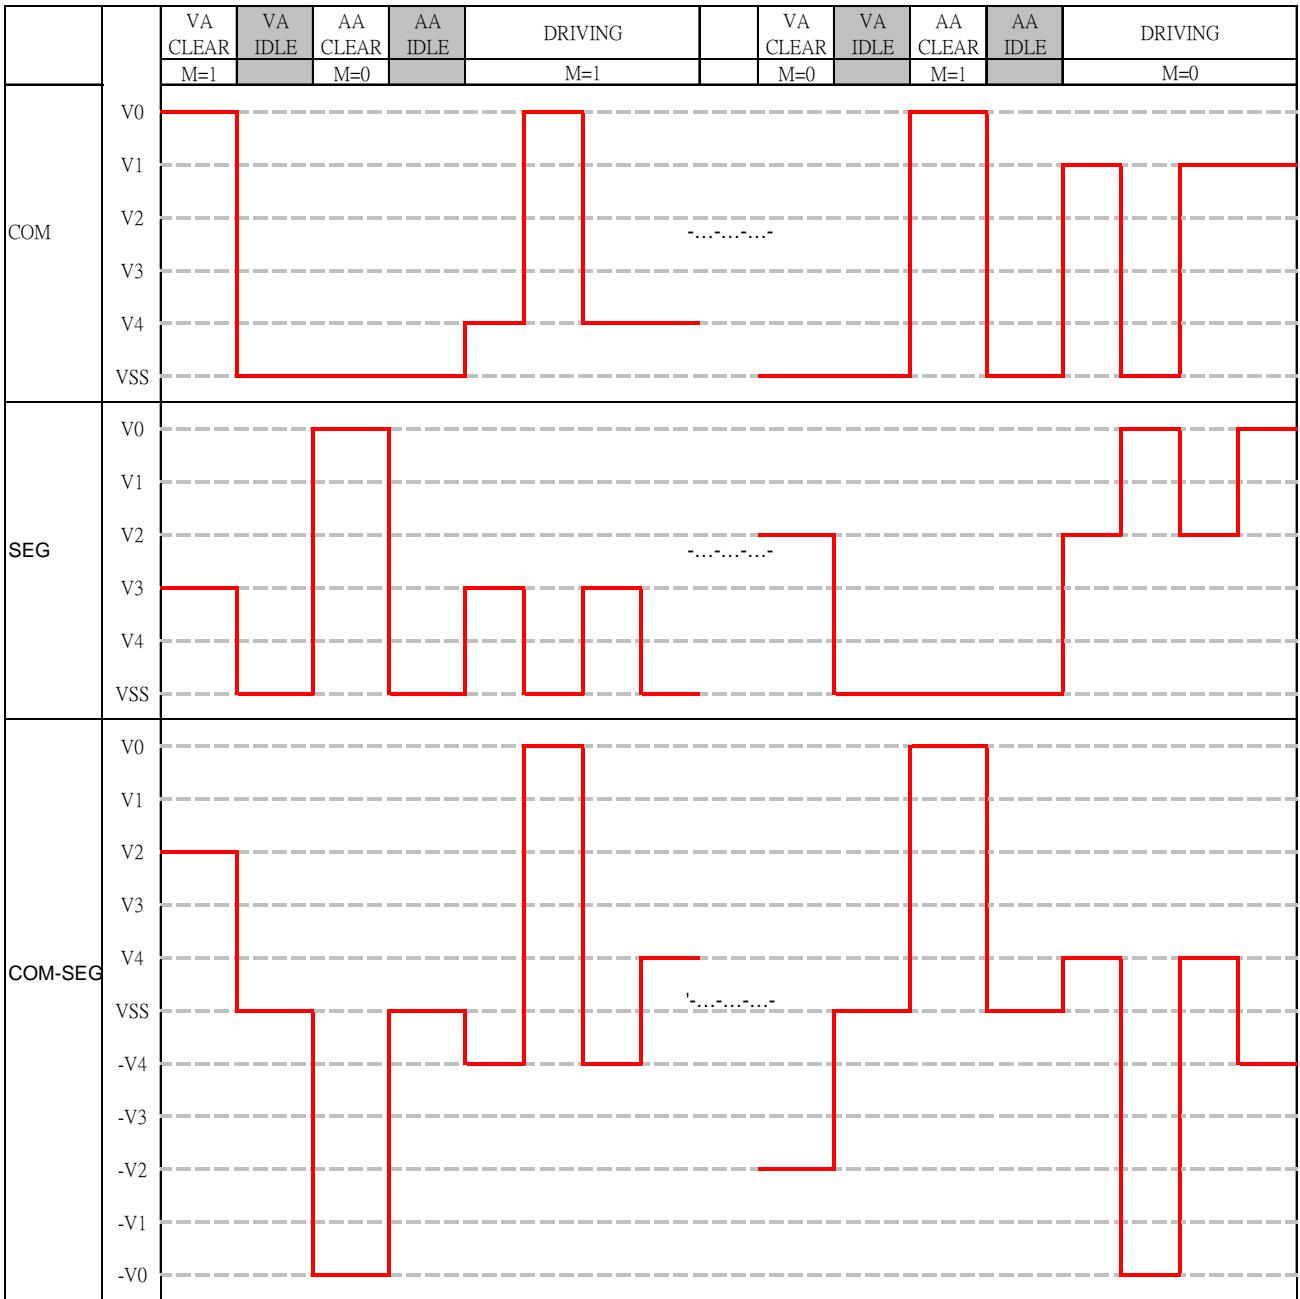 VA CLEAR VA IDLE AA CLEAR AA IDLE DRIVING VA CLEAR VA IDLE AA CLEAR AA IDLE DRIVING
M=1 M=0 M=1 M=0 M=1 M=0
COM
V0
V1
V2
-...-...-...-
V3
V4
VSS
SEG
V0
V1
V2
-...-...-...-
V3
V4
VSS
COM-SEG
V0
V1
V2
V3
V4
VSS
'-...-...-...-
-V4
-V3
-V2
-V1
-V0